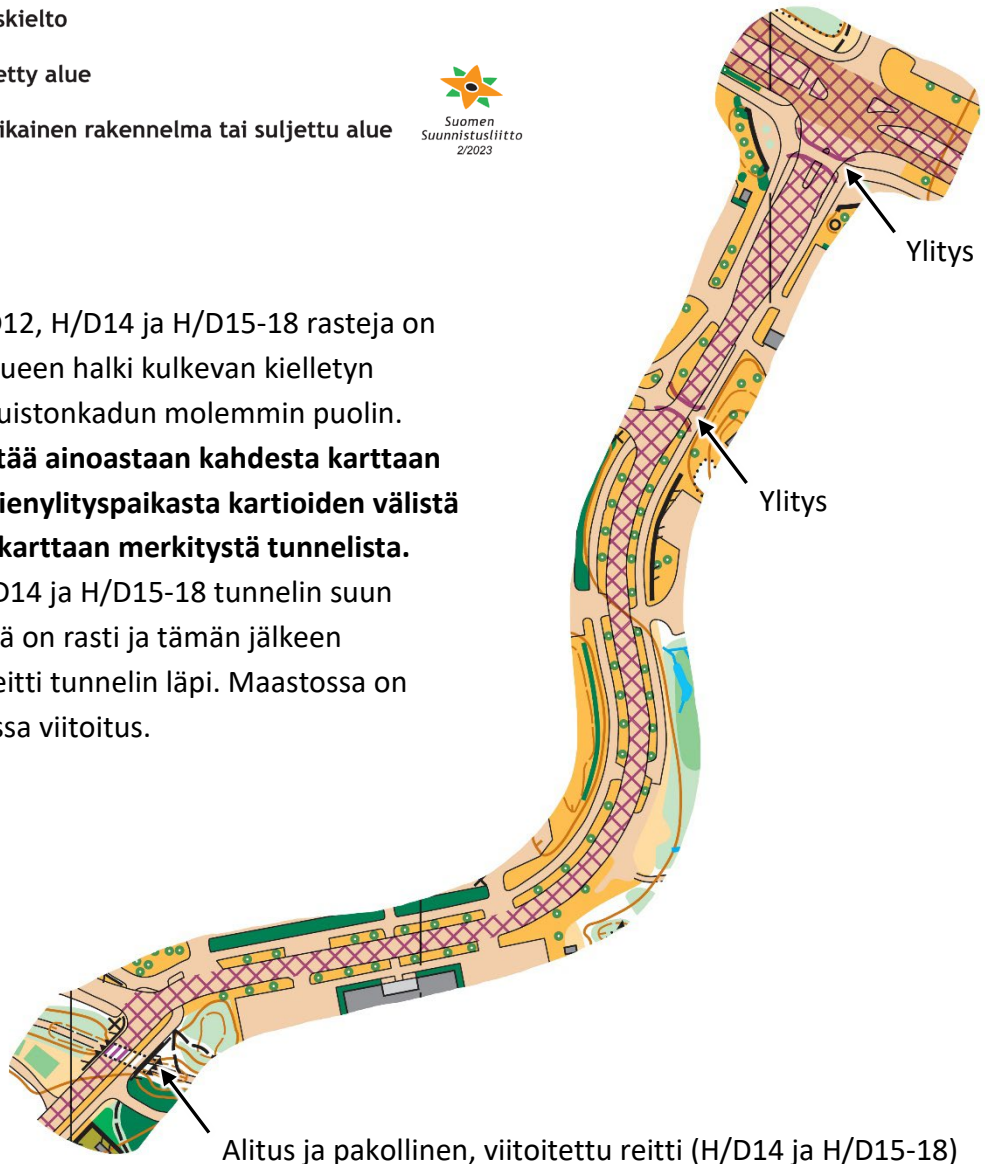 skielto
etty alue
ikainen rakennelma tai suljettu alue
Suomen
Suunnistusliitto
2/2023
Ylitys
D12, H/D14 ja H/D15-18 rasteja on
ueen halki kulkevan kielletyn
uistonkadun molemmin puolin.
tää ainoastaan kahdesta karttaan
ienylityspaikasta kartioiden välistä
karttaan merkitystä tunnelista.
D14 ja H/D15-18 tunnelin suun
ä on rasti ja tämän jälkeen
eitti tunnelin läpi. Maastossa on
ssa viitoitus.
Ylitys
Alitus ja pakollinen, viitoitettu reitti (H/D14 ja H/D15-18)